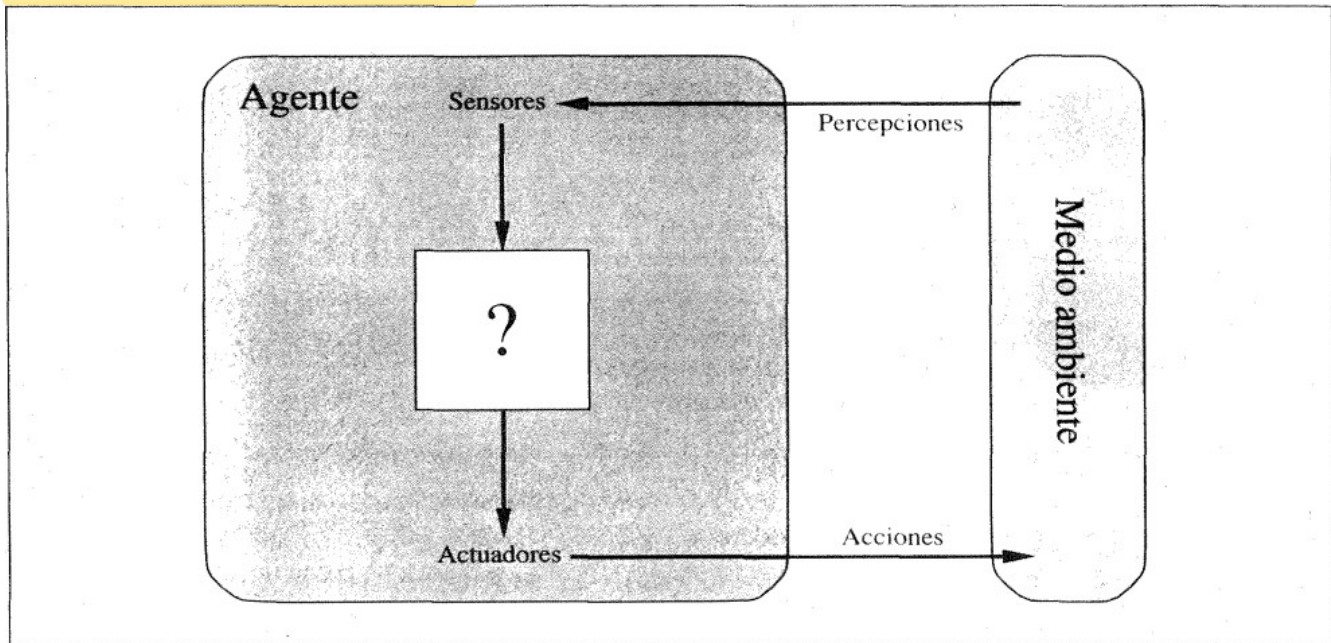 Agente
Sensores
Percepciones
?
Medio ambiente
Actuadores
Acciones